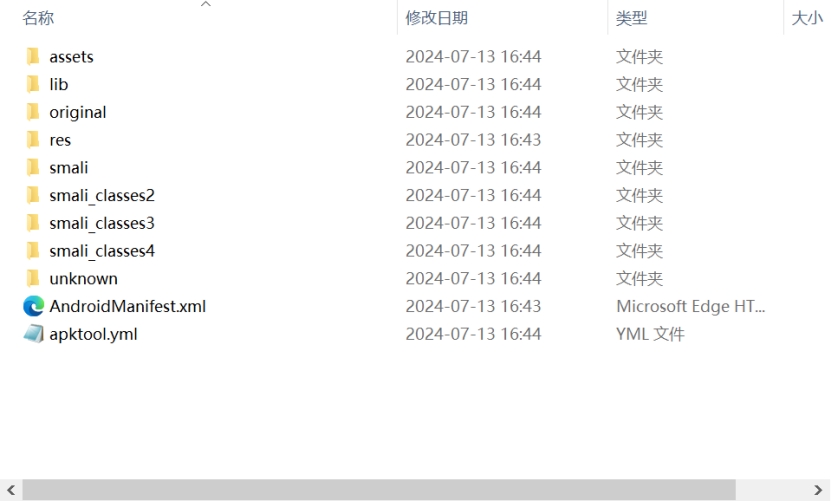 名称 修改日期 类型 大小
assets 2024-07-13 16:44 文件夹
lib 2024-07-13 16:44 文件夹
original 2024-07-13 16:44 文件夹
res 2024-07-13 16:43 文件夹
smali 2024-07-13 16:44 文件夹
smali_classes2 2024-07-13 16:44 文件夹
smali_classes3 2024-07-13 16:44 文件夹
smali_classes4 2024-07-13 16:44 文件夹
unknown 2024-07-13 16:44 文件夹
AndroidManifest.xml 2024-07-13 16:43 Microsoft Edge HT...
apktool.yml 2024-07-13 16:44 YML 文件